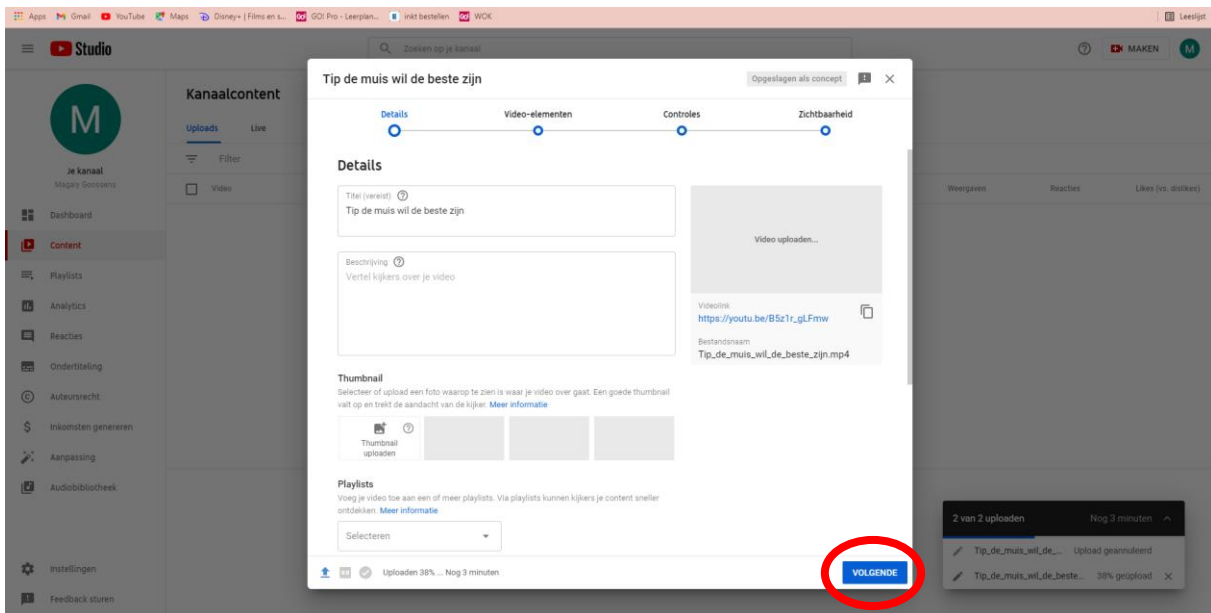 Apps Gmail YouTube Maps Disney+ | Films en s... GO! Pro - Leerplan... inkt bestellen WOK Leeslijst
Studio Zoeken op je kanaal MAKEN M
Tip de muis wil de beste zijn Opgeslagen als concept
Details Video-elementen Controles Zichtbaarheid
M
Je kanaal
Magaly Goossens
Dashboard
Content
Playlists
Analytics
Reacties
Ondertiteling
Auteursrecht
Inkomsten genereren
Aanpassing
Audiobibliotheek
Instellingen
Feedback sturen
Kanaalcontent
Uploads Live
Filter
Video Weergaven Reacties Likes (vs. dislikes)
Details
Titel (vereist)
Tip de muis wil de beste zijn
Beschrijving
Vertel kijkers over je video
Video uploaden...
Videolink
https://youtu.be/B5z1r_gLFmw
Bestandsnaam
Tip_de_muis_wil_de_beste_zijn.mp4
Thumbnail
Selecteer of upload een foto waarop te zien is waar je video over gaat. Een goede thumbnail
valt op en trekt de aandacht van de kijker. Meer informatie
Thumbnail
uploaden
Playlists
Voeg je video toe aan een of meer playlists. Via playlists kunnen kijkers je content sneller
ontdekken. Meer informatie
Selecteren
Uploaden 38% ... Nog 3 minuten
VOLGENDE
2 van 2 uploaden Nog 3 minuten
Tip_de_muis_wil_de_... Upload geannuleerd
Tip_de_muis_wil_de_beste... 38% geüpload